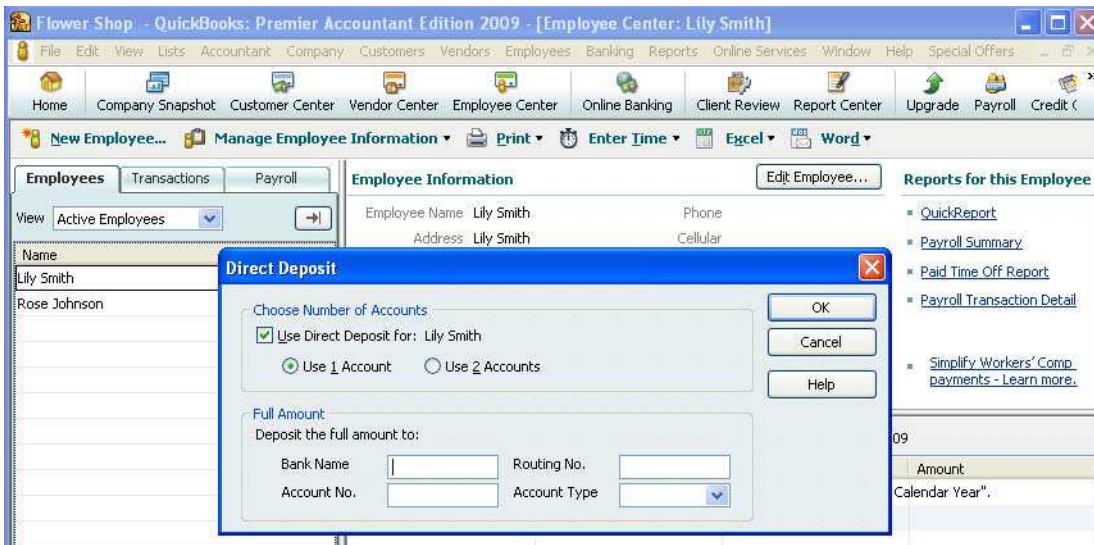 Flower Shop - QuickBooks: Premier Accountant Edition 2009 - [Employee Center: Lily Smith]
File Edit View Lists Accountant Company Customers Vendors Employees Banking Reports Online Services Window Help Special Offers
Home Company Snapshot Customer Center Vendor Center Employee Center Online Banking Client Review Report Center Upgrade Payroll Credit C
New Employee... Manage Employee Information Print Enter Time Excel Word
Employees Transactions Payroll
View Active Employees
Name
Lily Smith
Rose Johnson
Employee Information Edit Employee...
Employee Name Lily Smith Phone
Address Lily Smith Cellular
Reports for this Employee
QuickReport
Payroll Summary
Paid Time Off Report
Payroll Transaction Detail
Simplify Workers' Comp
payments - Learn more.
Direct Deposit
Choose Number of Accounts
Use Direct Deposit for: Lily Smith
Use 1 Account Use 2 Accounts
OK
Cancel
Help
Full Amount
Deposit the full amount to:
Bank Name Routing No.
Account No. Account Type
09
Amount
Calendar Year".